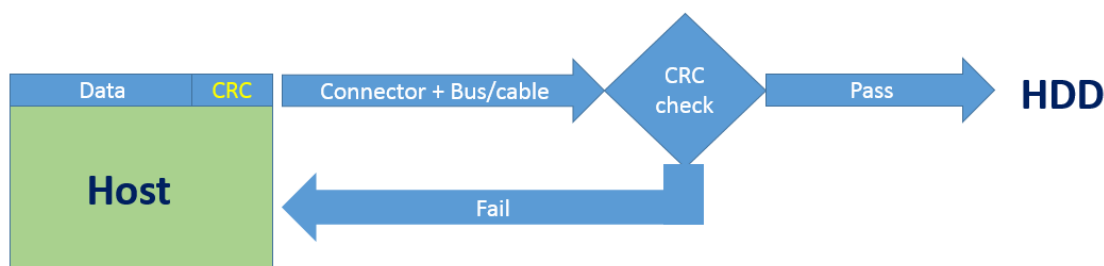 Data
CRC
Connector + Bus/cable
CRC
check
Pass
HDD
Host
Fail